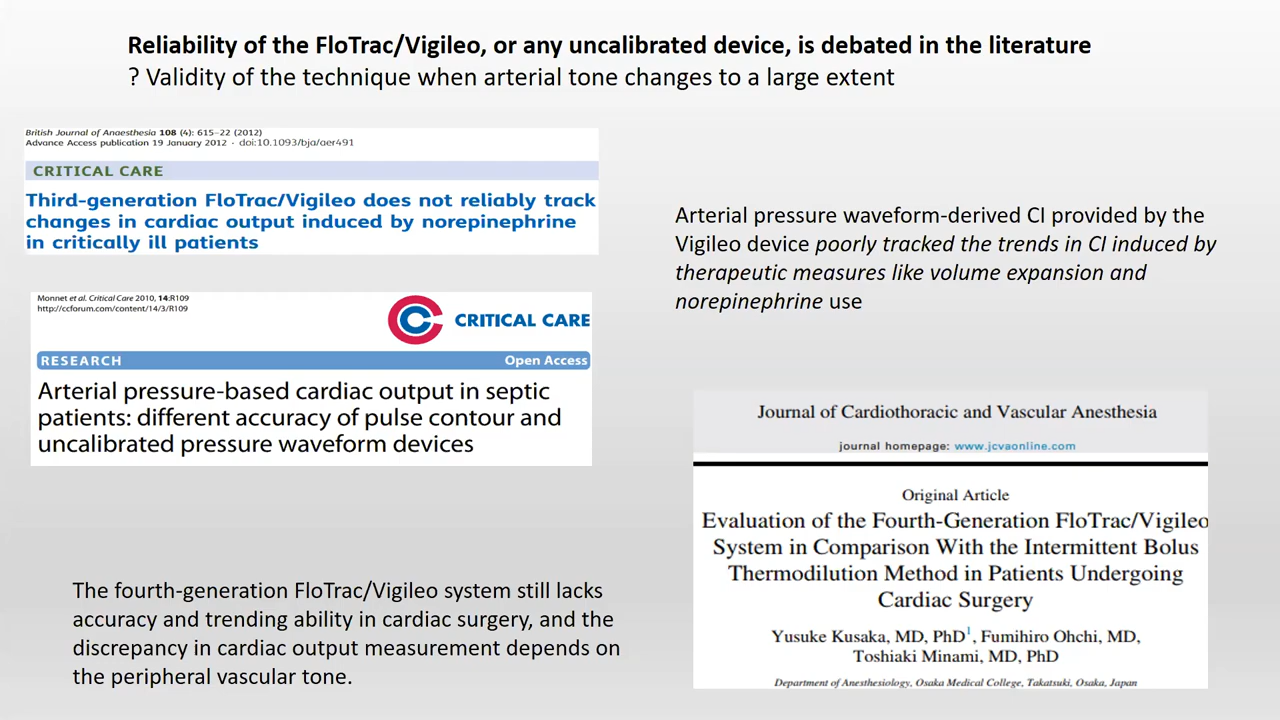 Reliability of the FloTrac/Vigileo, or any uncalibrated device, is debated in the literature
? Validity of the technique when arterial tone changes to a large extent
British Journal of Anaesthesia 108 (4): 615–22 (2012)
Advance Access publication 19 January 2012 · doi:10.1093/bja/aer491
CRITICAL CARE
Third-generation FloTrac/Vigileo does not reliably track
changes in cardiac output induced by norepinephrine
in critically ill patients
Arterial pressure waveform-derived CI provided by the
Vigileo device poorly tracked the trends in CI induced by
therapeutic measures like volume expansion and
norepinephrine use
Monnet et al. Critical Care 2010, 14:R109
http://ccforum.com/content/14/3/R109
CRITICAL CARE
RESEARCH Open Access
Arterial pressure-based cardiac output in septic
patients: different accuracy of pulse contour and
uncalibrated pressure waveform devices
Journal of Cardiothoracic and Vascular Anesthesia
journal homepage: www.jcvaonline.com
Original Article
Evaluation of the Fourth-Generation FloTrac/Vigileo
System in Comparison With the Intermittent Bolus
Thermodilution Method in Patients Undergoing
Cardiac Surgery
Yusuke Kusaka, MD, PhD1, Fumihiro Ohchi, MD,
Toshiaki Minami, MD, PhD
Department of Anesthesiology, Osaka Medical College, Takatsuki, Osaka, Japan
The fourth-generation FloTrac/Vigileo system still lacks
accuracy and trending ability in cardiac surgery, and the
discrepancy in cardiac output measurement depends on
the peripheral vascular tone.